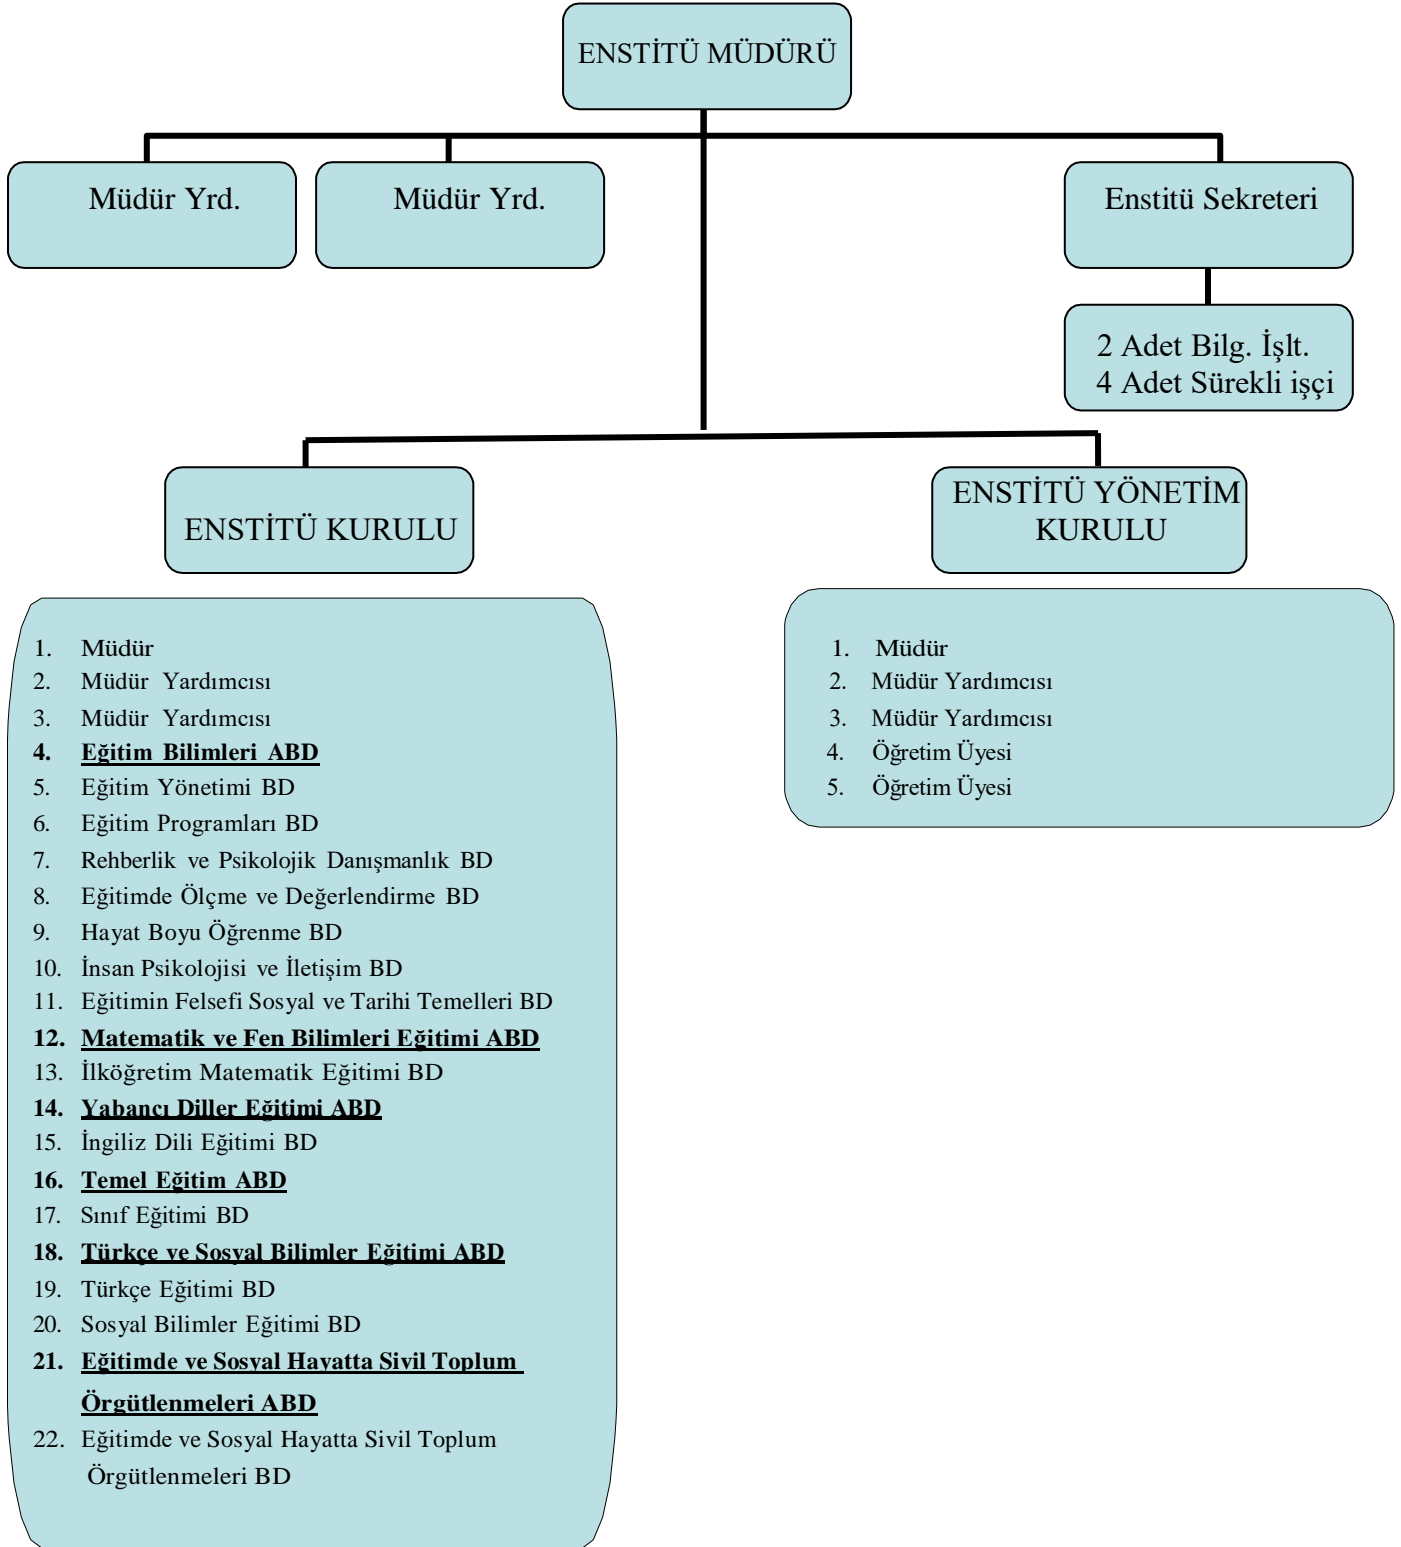 ENSTİTÜ MÜDÜRÜ
Müdür Yrd.
Müdür Yrd.
Enstitü Sekreteri
2 Adet Bilg. İşlt.
4 Adet Sürekli işçi
ENSTİTÜ KURULU
ENSTİTÜ YÖNETİM
KURULU
1. Müdür
2. Müdür Yardımcısı
3. Müdür Yardımcısı
4. Eğitim Bilimleri ABD
5. Eğitim Yönetimi BD
6. Eğitim Programları BD
7. Rehberlik ve Psikolojik Danışmanlık BD
8. Eğitimde Ölçme ve Değerlendirme BD
9. Hayat Boyu Öğrenme BD
10. İnsan Psikolojisi ve İletişim BD
11. Eğitimin Felsefi Sosyal ve Tarihi Temelleri BD
12. Matematik ve Fen Bilimleri Eğitimi ABD
13. İlköğretim Matematik Eğitimi BD
14. Yabancı Diller Eğitimi ABD
15. İngiliz Dili Eğitimi BD
16. Temel Eğitim ABD
17. Sınıf Eğitimi BD
18. Türkçe ve Sosyal Bilimler Eğitimi ABD
19. Türkçe Eğitimi BD
20. Sosyal Bilimler Eğitimi BD
21. Eğitimde ve Sosyal Hayatta Sivil Toplum
Örgütlenmeleri ABD
22. Eğitimde ve Sosyal Hayatta Sivil Toplum
Örgütlenmeleri BD
1. Müdür
2. Müdür Yardımcısı
3. Müdür Yardımcısı
4. Öğretim Üyesi
5. Öğretim Üyesi